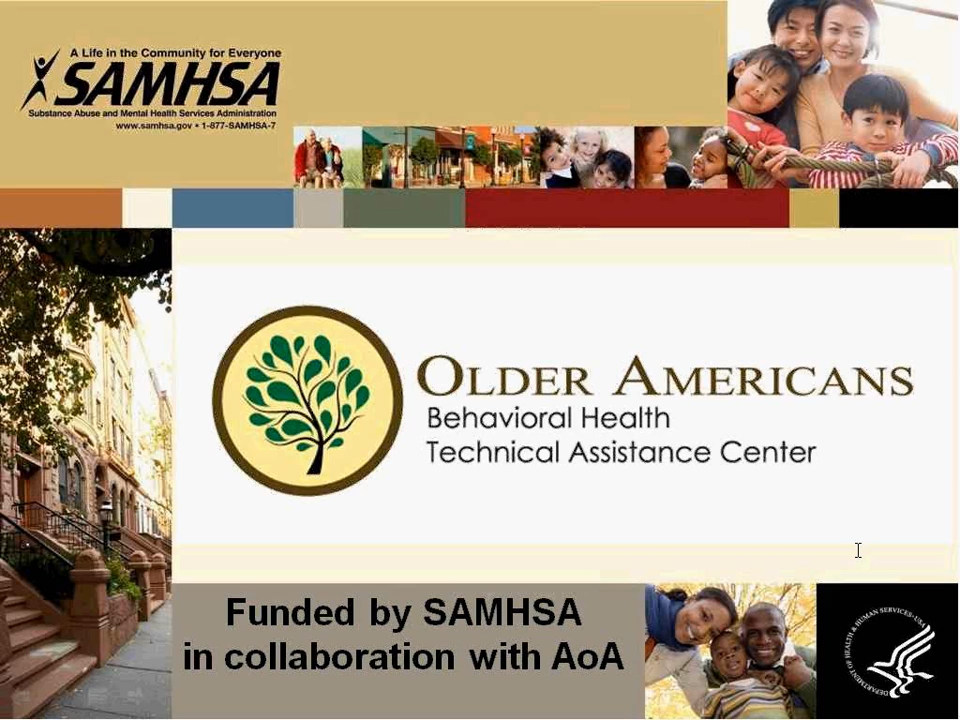 A Life in the Community for Everyone
SAMHSA
Substance Abuse and Mental Health Services Administration
www.samhsa.gov • 1-877-SAMHSA-7
OLDER AMERICANS
Behavioral Health
Technical Assistance Center
Funded by SAMHSA
in collaboration with AoA
DEPARTMENT OF HEALTH & HUMAN SERVICES•USA